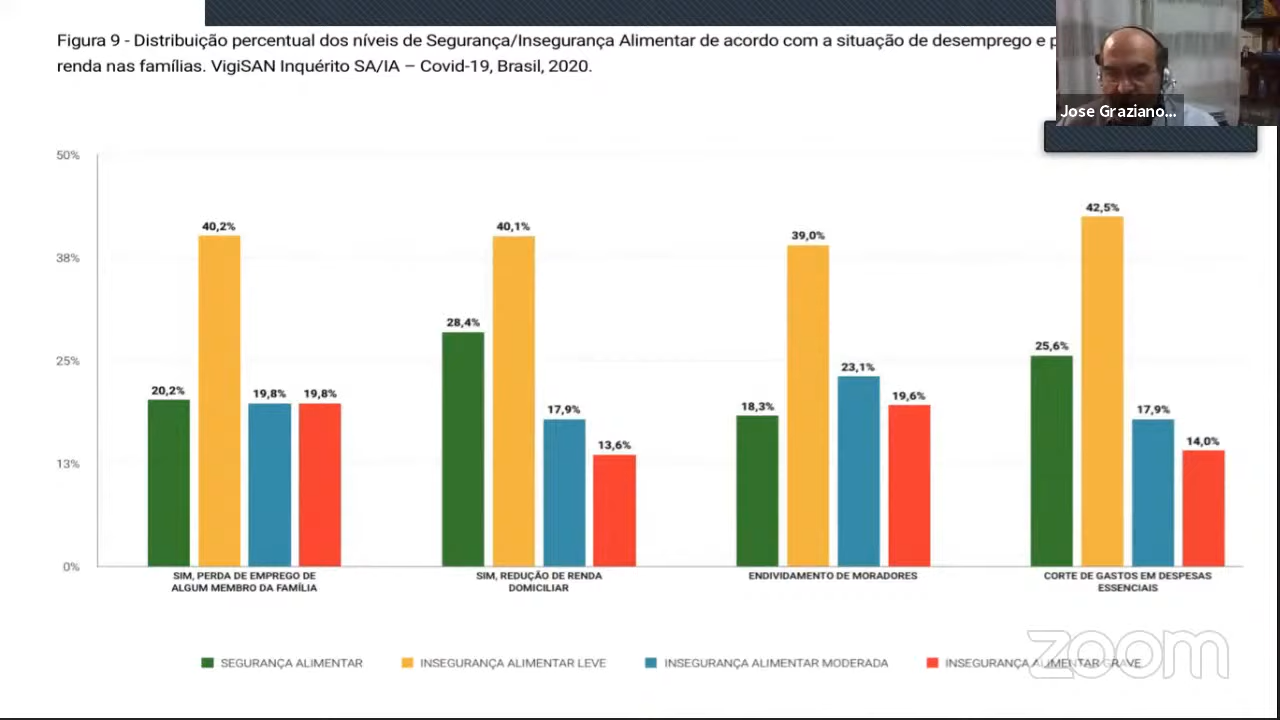 Figura 9 - Distribuição percentual dos níveis de Segurança/Insegurança Alimentar de acordo com a situação de desemprego e
renda nas famílias. VigiSAN Inquérito SA/IA – Covid-19, Brasil, 2020.
Jose Graziano...
50%
38%
25%
13%
0%
20,2%
40,2%
19,8%
19,8%
28,4%
40,1%
17,9%
13,6%
18,3%
39,0%
23,1%
19,6%
25,6%
42,5%
17,9%
14,0%
SIM, PERDA DE EMPREGO DE
ALGUM MEMBRO DA FAMÍLIA
SIM, REDUÇÃO DE RENDA
DOMICILIAR
ENDIVIDAMENTO DE MORADORES
CORTE DE GASTOS EM DESPESAS
ESSENCIAIS
SEGURANÇA ALIMENTAR
INSEGURANÇA ALIMENTAR LEVE
INSEGURANÇA ALIMENTAR MODERADA
INSEGURANÇA ALIMENTAR GRAVE
zoom